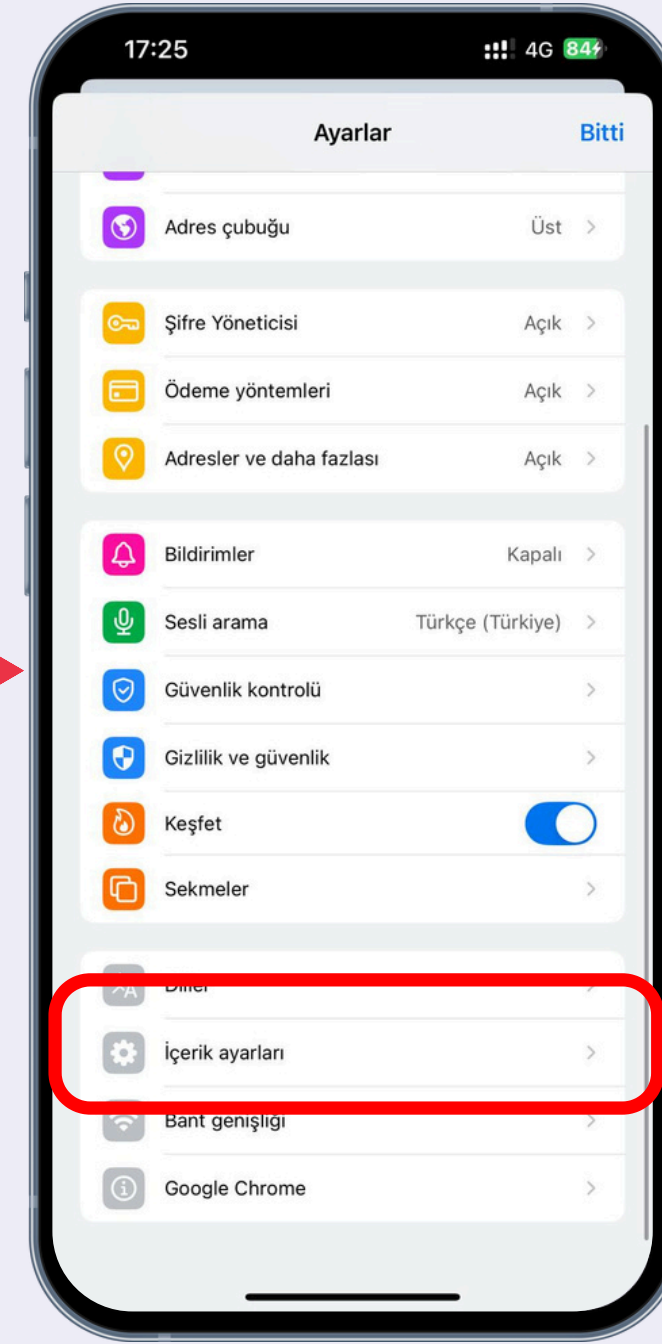 17:25 4G 84
Ayarlar Bitti
Adres çubuğu Üst
Şifre Yöneticisi Açık
Ödeme yöntemleri Açık
Adresler ve daha fazlası Açık
Bildirimler Kapalı
Sesli arama Türkçe (Türkiye)
Güvenlik kontrolü
Gizlilik ve güvenlik
Keşfet
Sekmeler
Diller
İçerik ayarları
Bant genişliği
Google Chrome